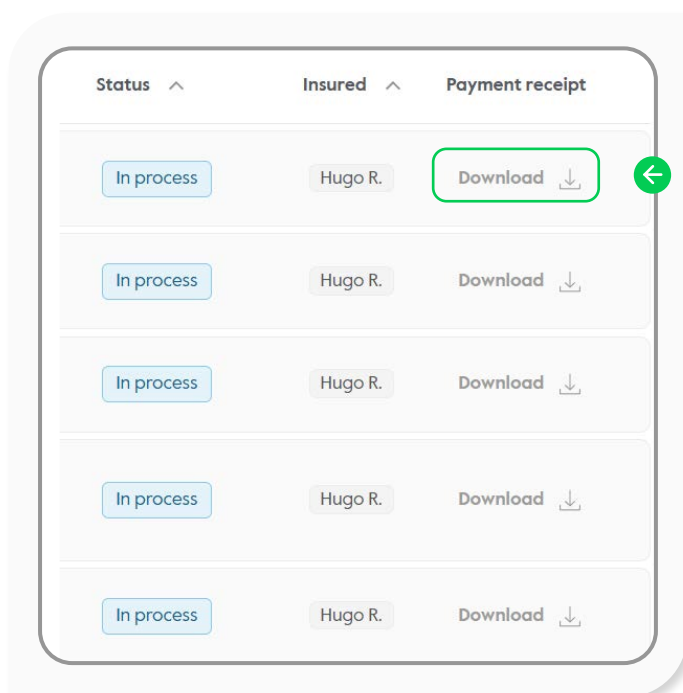 Status Insured Payment receipt
In process Hugo R. Download
In process Hugo R. Download
In process Hugo R. Download
In process Hugo R. Download
In process Hugo R. Download